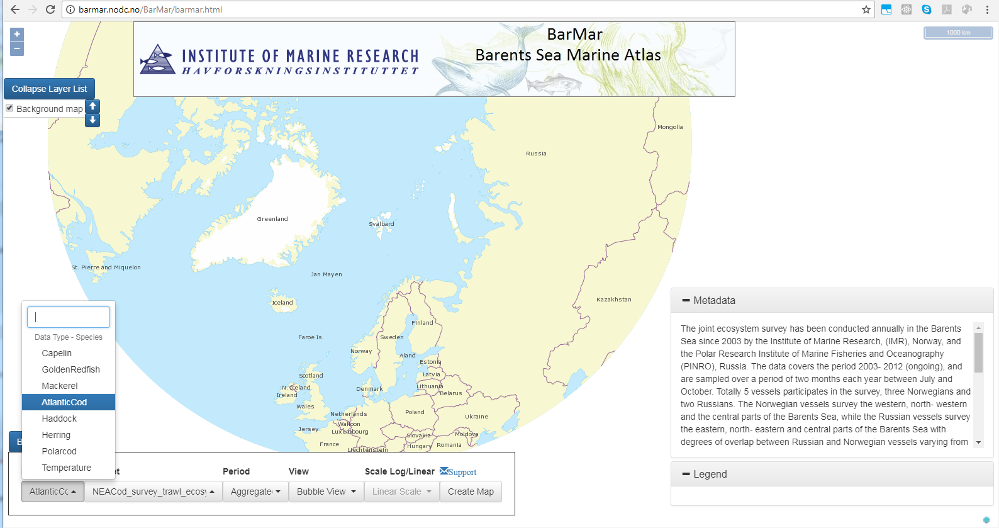 barmar.nodc.no/BarMar/barmar.html
+
−
1000 km
INSTITUTE OF MARINE RESEARCH
HAVFORSKNINGSINSTITUTTET
BarMar
Barents Sea Marine Atlas
Collapse Layer List
Background map
Mongolia
Russia
Greenland
Svalbard
St. Pierre and Miquelon
Jan Mayen
Iceland
Kazakhstan
Finland
Faroe Is.
Sweden
Norway
Aland
Estonia
Scotland
Latvia
N. Ireland
Denmark
Lithuania
Ireland
Belarus
Wales
Netherlands
Poland
Ukraine
Walloon
Jersey
Luxembourg
Slovakia
Moldova
France
Hungary
Romania
Liechtenstein
Data Type - Species
Capelin
GoldenRedfish
Mackerel
AtlanticCod
Haddock
Herring
Polarcod
Temperature
B
et
Period
View
Scale Log/Linear
Support
AtlanticCo
NEACod_survey_trawl_ecosy
Aggregate
Bubble View
Linear Scale
Create Map
Metadata
The joint ecosystem survey has been conducted annually in the Barents
Sea since 2003 by the Institute of Marine Research, (IMR), Norway, and
the Polar Research Institute of Marine Fisheries and Oceanography
(PINRO), Russia. The data covers the period 2003- 2012 (ongoing), and
are sampled over a period of two months each year between July and
October. Totally 5 vessels participates in the survey, three Norwegians and
two Russians. The Norwegian vessels survey the western, north- western
and the central parts of the Barents Sea, while the Russian vessels survey
the eastern, north- eastern and central parts of the Barents Sea with
degrees of overlap between Russian and Norwegian vessels varying from
Legend